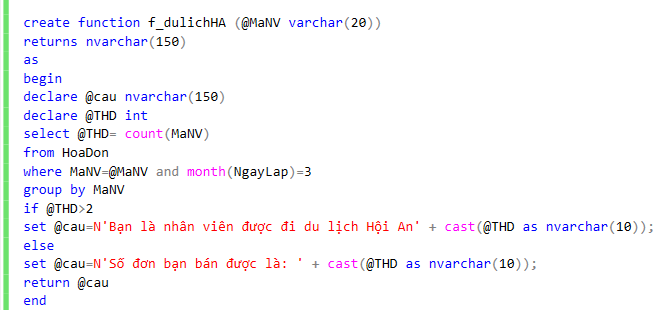 create function f_dulichHA (@MaNV varchar(20))
returns nvarchar(150)
as
begin
declare @cau nvarchar(150)
declare @THD int
select @THD= count(MaNV)
from HoaDon
where MaNV=@MaNV and month(NgayLap)=3
group by MaNV
if @THD>2
set @cau=N'Bạn là nhân viên được đi du lịch Hội An' + cast(@THD as nvarchar(10));
else
set @cau=N'Số đơn bạn bán được là: ' + cast(@THD as nvarchar(10));
return @cau
end